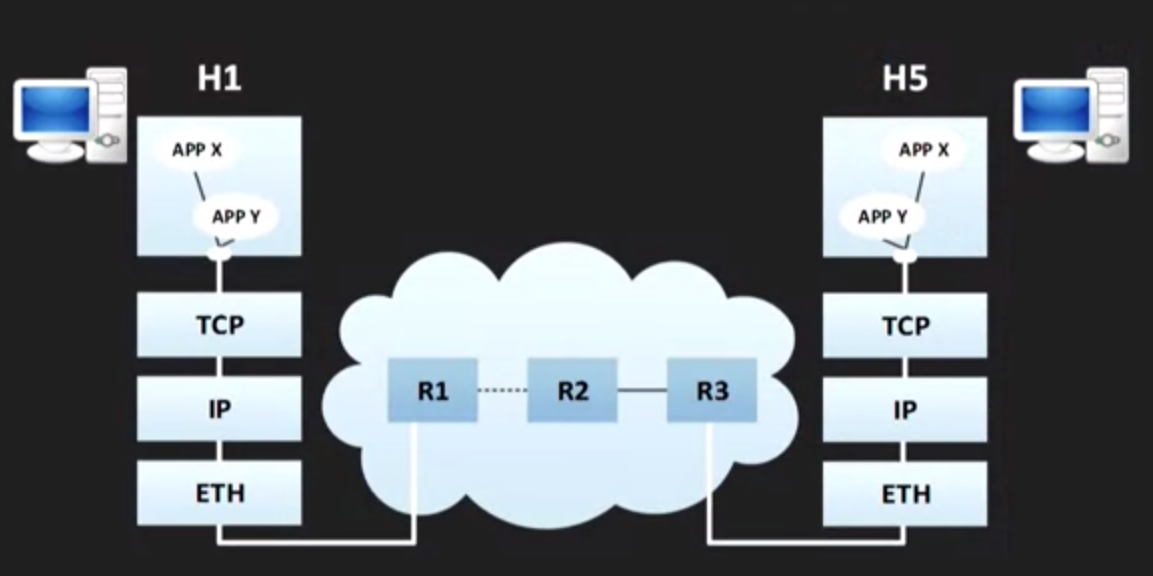 H1
H5
APP X
APP X
APP Y
APP Y
TCP
TCP
R1
R2
R3
IP
IP
ETH
ETH